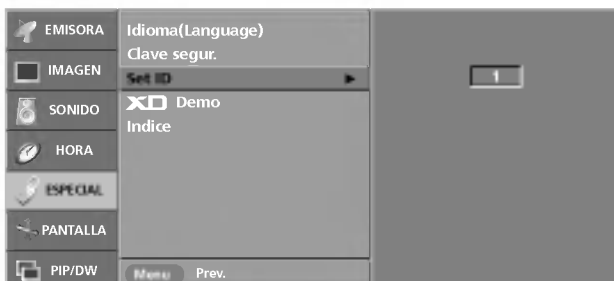 EMISORA
IMAGEN
SONIDO
HORA
ESPECIAL
PANTALLA
PIP/DW
Idioma(Language)
Clave segur.
Set ID
XD Demo
Indice
1
Menu Prev.